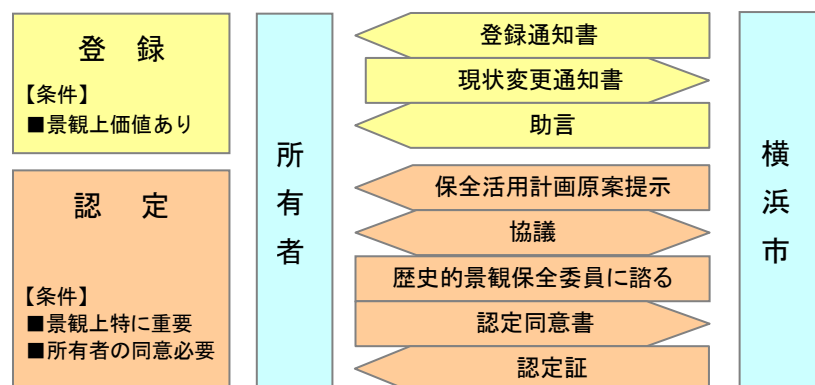 登 録
【条件】
■景観上価値あり
認 定
【条件】
■景観上特に重要
■所有者の同意必要
所有者
登録通知書
現状変更通知書
助言
保全活用計画原案提示
協議
歴史的景観保全委員に諮る
認定同意書
認定証
横浜市